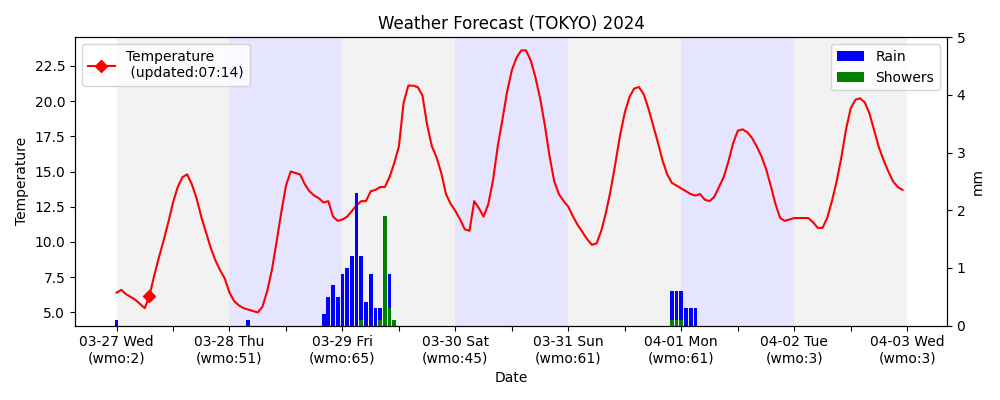 Weather Forecast (TOKYO) 2024
Temperature
(updated:07:14)
Rain
Showers
Temperature
22.5
20.0
17.5
15.0
12.5
10.0
7.5
5.0
5
4
3
2
1
0
mm
03-27 Wed
(wmo:2)
03-28 Thu
(wmo:51)
03-29 Fri
(wmo:65)
03-30 Sat
(wmo:45)
03-31 Sun
(wmo:61)
04-01 Mon
(wmo:61)
04-02 Tue
(wmo:3)
04-03 Wed
(wmo:3)
Date